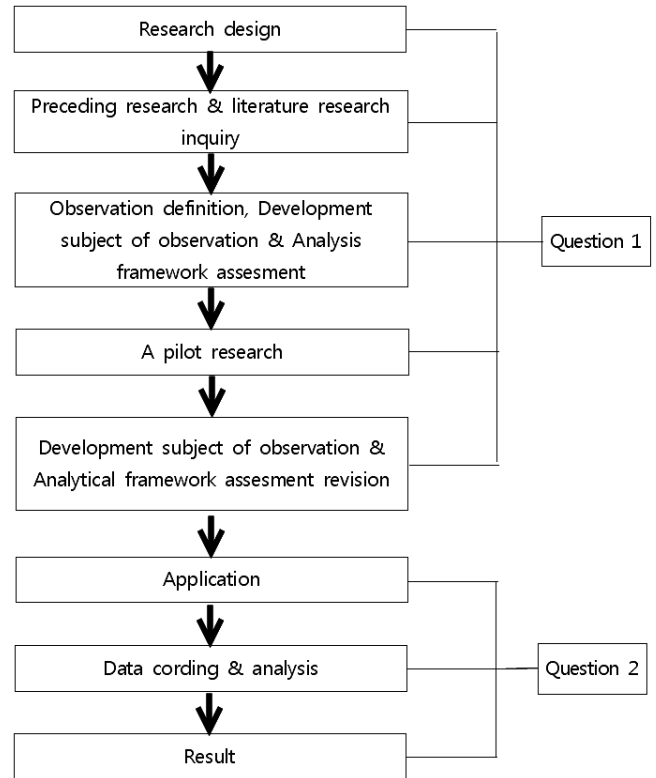 Research design
Preceding research & literature research
inquiry
Observation definition, Development
subject of observation & Analysis
framework assesment
Question 1
A pilot research
Development subject of observation &
Analytical framework assesment revision
Application
Data cording & analysis
Question 2
Result